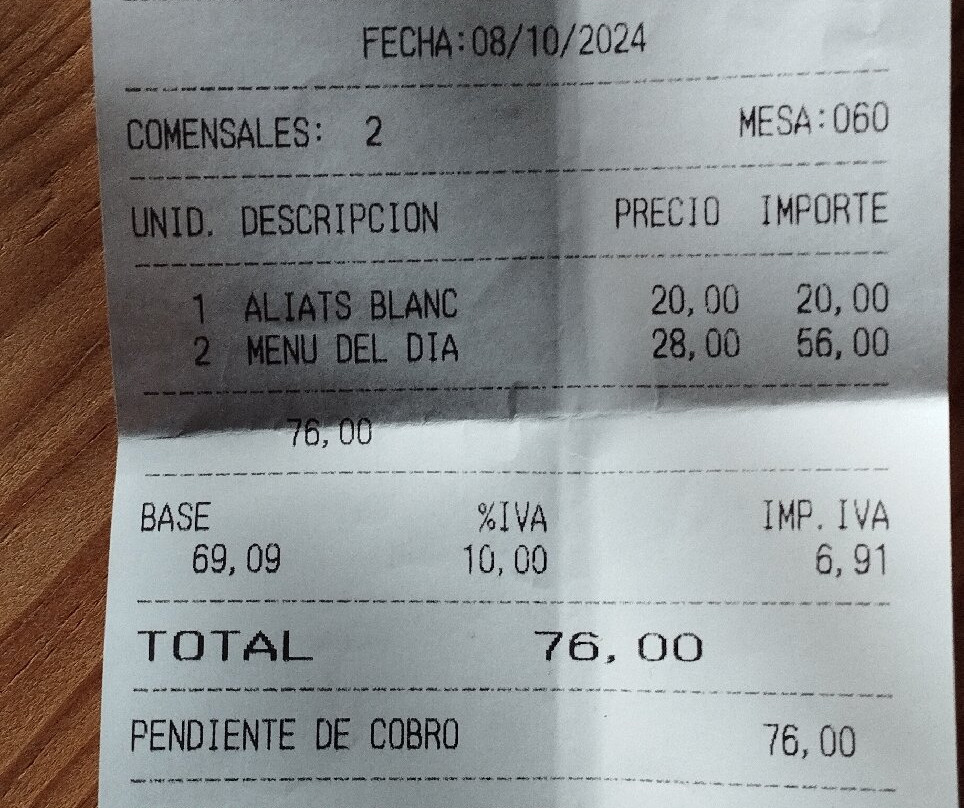 FECHA:08/10/2024
COMENSALES: 2 MESA:060
UNID. DESCRIPCION PRECIO IMPORTE
1 ALIATS BLANC 20,00 20,00
2 MENU DEL DIA 28,00 56,00
76,00
BASE %IVA IMP.IVA
69,09 10,00 6,91
TOTAL 76,00
PENDIENTE DE COBRO 76,00